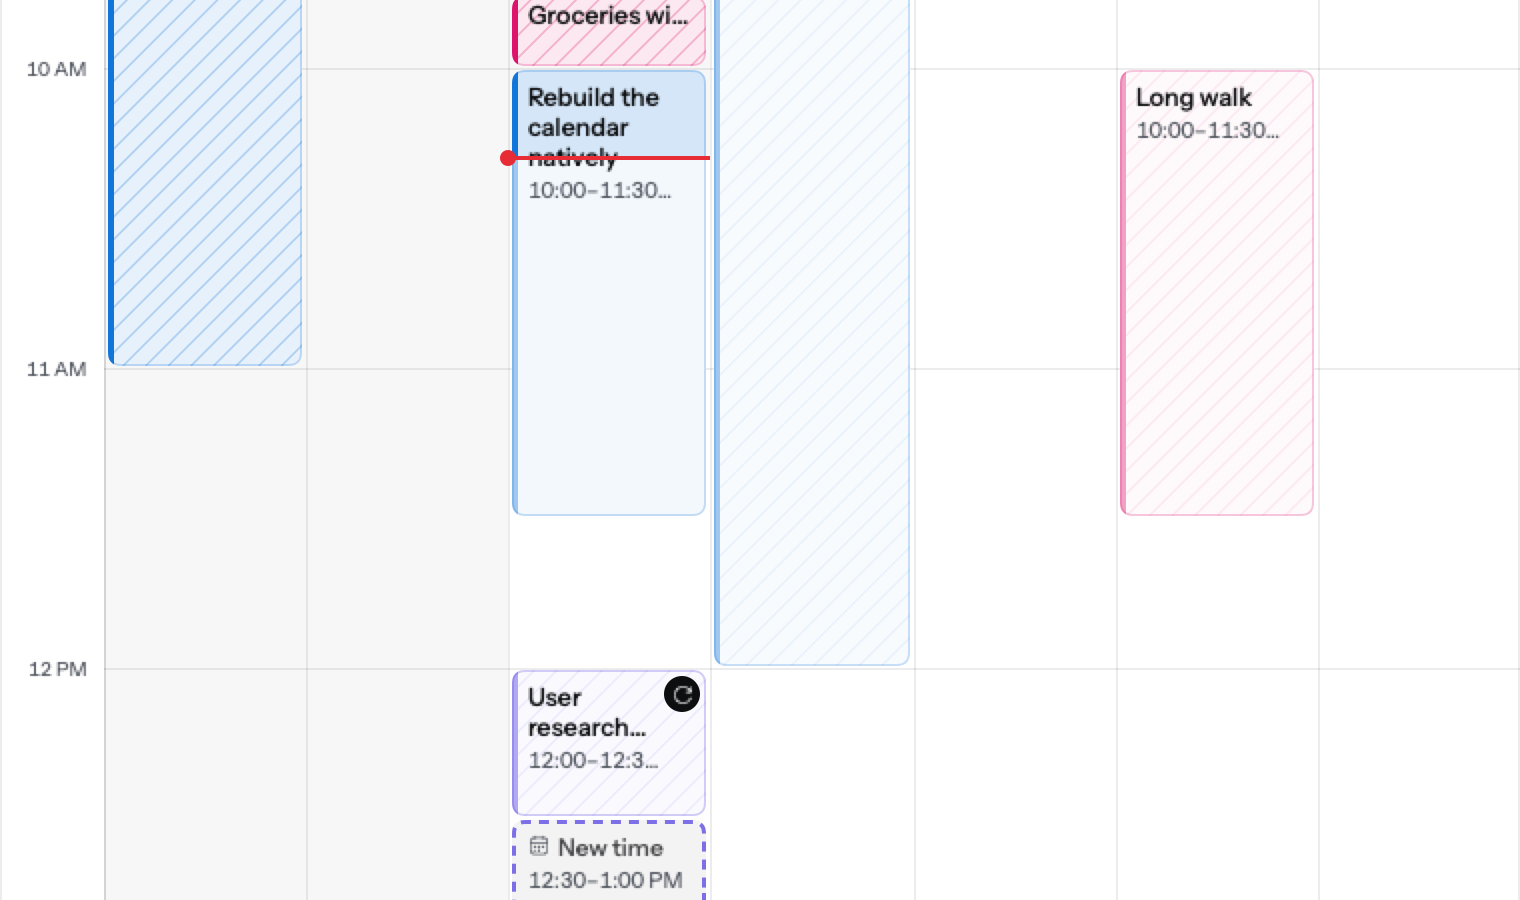 Groceries wi...
10 AM
Rebuild the
calendar
natively
10:00–11:30...
Long walk
10:00–11:30...
11 AM
12 PM
User
research...
12:00–12:3...
New time
12:30–1:00 PM